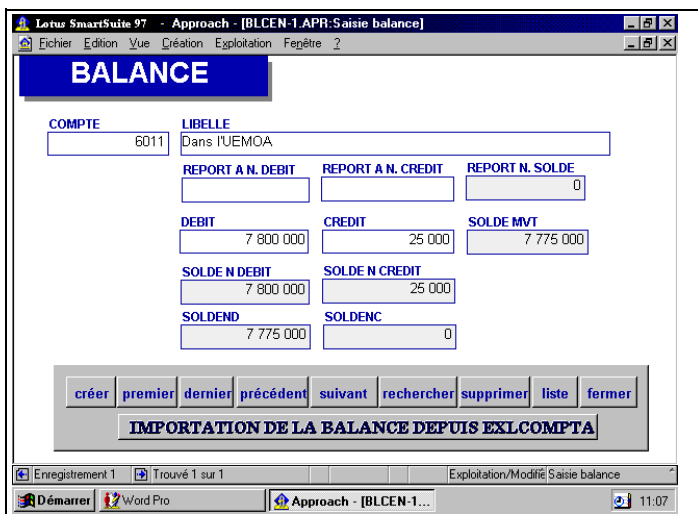 Lotus SmartSuite 97 - Approach - [BLCEN-1.APR:Saisie balance]
Fichier Edition Vue Création Exploitation Fenêtre ?
BALANCE
COMPTE LIBELLE
6011 Dans l'UEMOA
REPORT A N. DEBIT REPORT A N. CREDIT REPORT N. SOLDE
0
DEBIT CREDIT SOLDE MVT
7 800 000 25 000 7 775 000
SOLDE N DEBIT SOLDE N CREDIT
7 800 000 25 000
SOLDEND SOLDENC
7 775 000 0
créer premier dernier précédent suivant rechercher supprimer liste fermer
IMPORTATION DE LA BALANCE DEPUIS EXLCOMPTA
Enregistrement 1 Trouvé 1 sur 1 Exploitation/Modifié Saisie balance
Démarrer Word Pro Approach - [BLCEN-1... 11:07